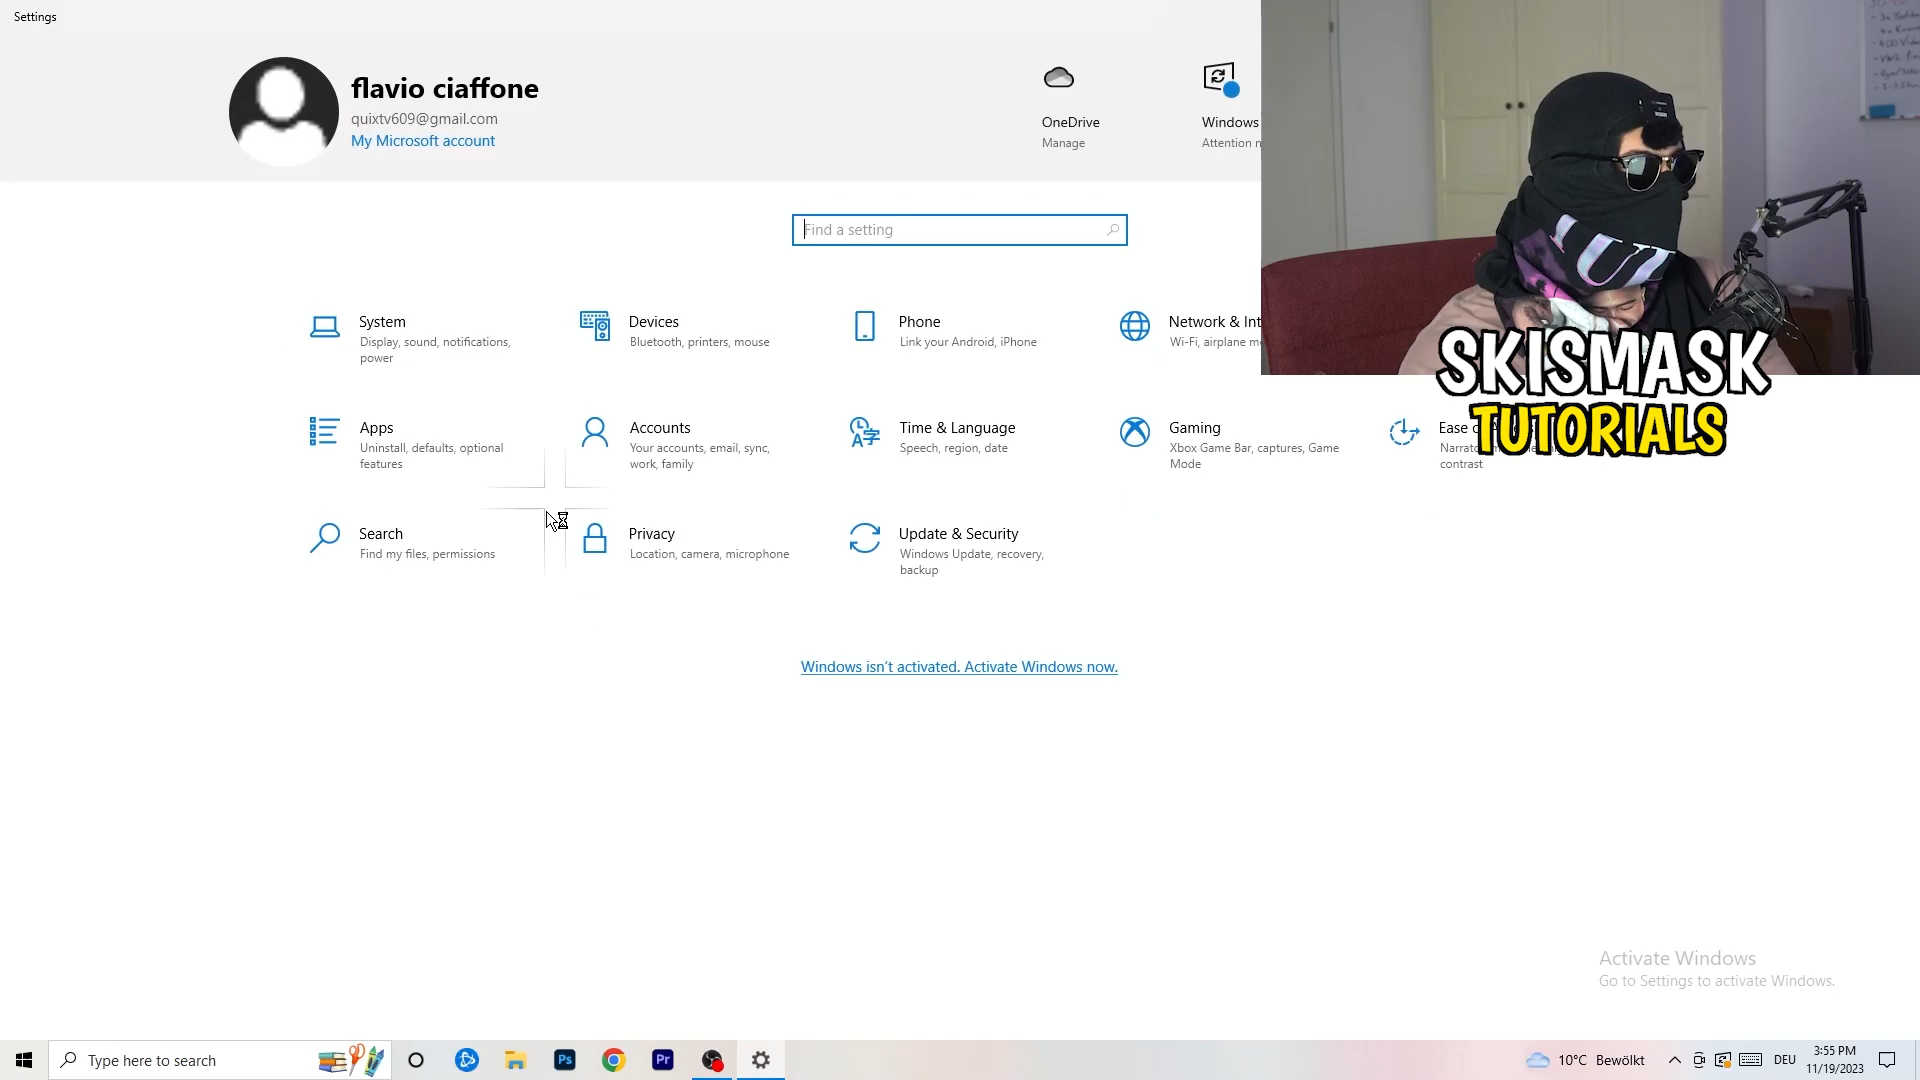 Settings
flavio ciaffone
quixtv609@gmail.com
My Microsoft account
OneDrive
Manage
Windows
Attention
Find a setting
System
Display, sound, notifications,
power
Devices
Bluetooth, printers, mouse
Phone
Link your Android, iPhone
Network & Int
Wi-Fi, airplane
SKISMASK
TUTORIALS
Apps
Uninstall, defaults, optional
features
Accounts
Your accounts, email, sync,
work, family
Time & Language
Speech, region, date
Gaming
Xbox Game Bar, captures, Game
Mode
Ease
Narrat
contrast
Search
Find my files, permissions
Privacy
Location, camera, microphone
Update & Security
Windows Update, recovery,
backup
Windows isn't activated. Activate Windows now.
Activate Windows
Go to Settings to activate Windows.
Type here to search
Ps
Pr
10°C Bewölkt
DEU
3:55 PM
11/19/2023